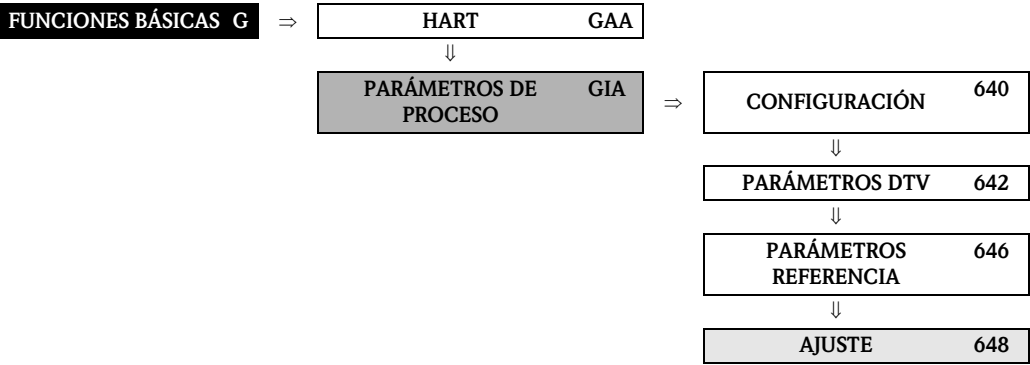 FUNCIONES BÁSICAS G ⇒ HART GAA
⇓
PARÁMETROS DE GIA ⇒ CONFIGURACIÓN 640
PROCESO
⇓
PARÁMETROS DTV 642
⇓
PARÁMETROS 646
REFERENCIA
⇓
AJUSTE 648